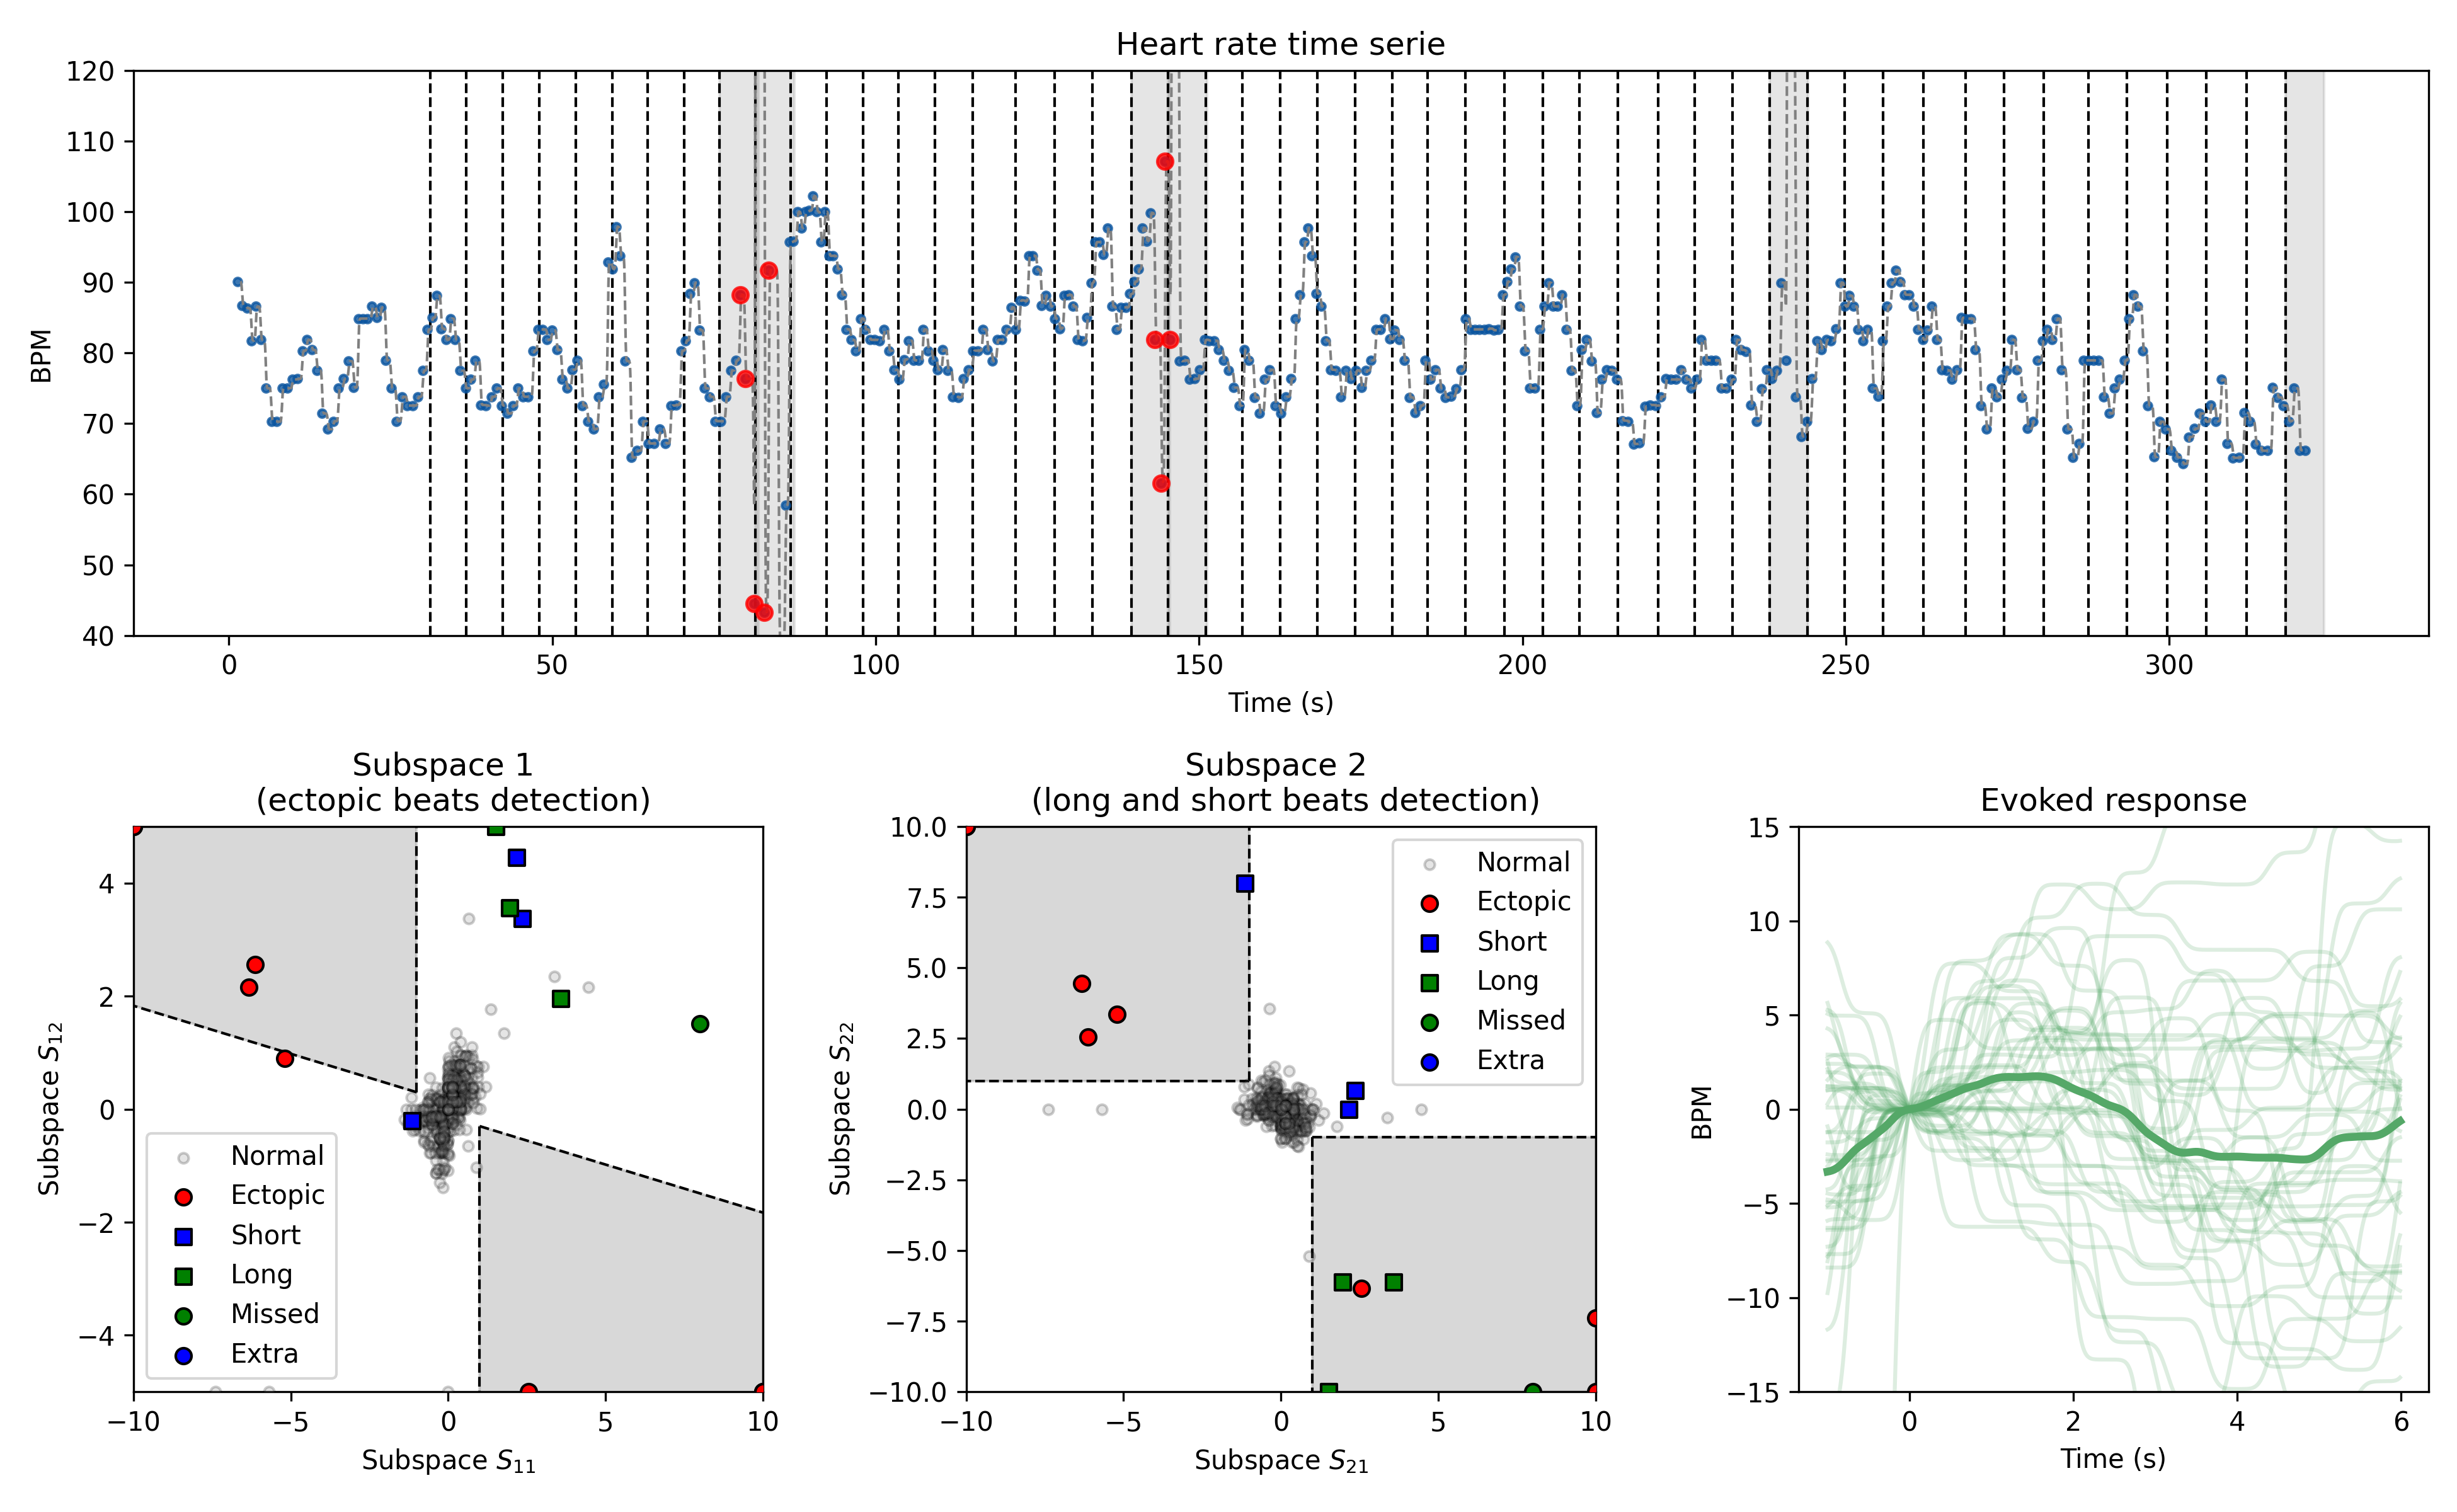 Heart rate time serie
BPM
120
110
100
90
80
70
60
50
40
0
50
100
150
200
250
300
Time (s)
Subspace 1
(ectopic beats detection)
Subspace S12
4
2
0
−2
−4
Normal
Ectopic
Short
Long
Missed
Extra
−10
−5
0
5
10
Subspace S11
Subspace 2
(long and short beats detection)
Subspace S22
10.0
7.5
5.0
2.5
0.0
−2.5
−5.0
−7.5
−10.0
Normal
Ectopic
Short
Long
Missed
Extra
−10
−5
0
5
10
Subspace S21
Evoked response
BPM
15
10
5
0
−5
−10
−15
0
2
4
6
Time (s)